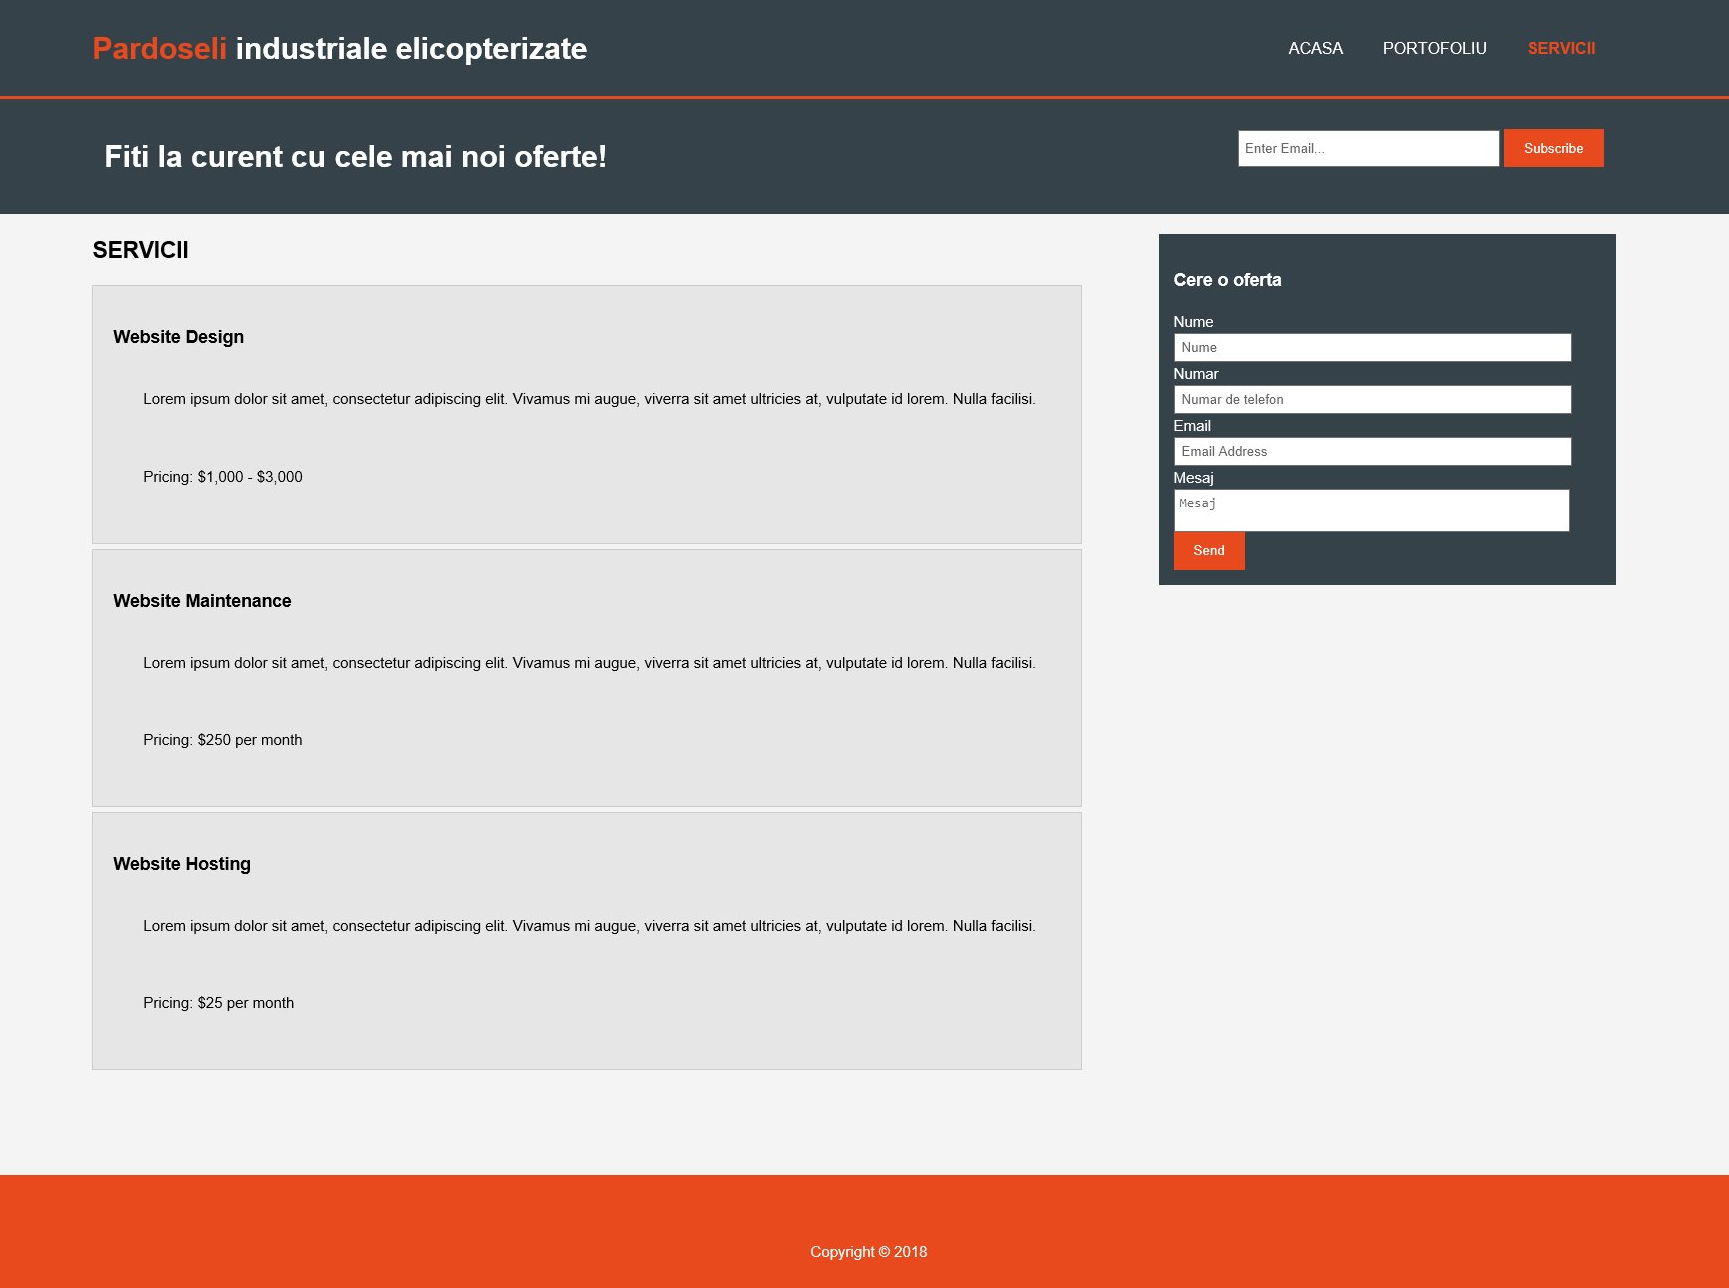 Pardoseli industriale elicopterizate
ACASA PORTOFOLIU SERVICII
Fiti la curent cu cele mai noi oferte!
Enter Email... Subscribe
SERVICII
Website Design
Lorem ipsum dolor sit amet, consectetur adipiscing elit. Vivamus mi augue, viverra sit amet ultricies at, vulputate id lorem. Nulla facilisi.
Pricing: $1,000 - $3,000
Website Maintenance
Lorem ipsum dolor sit amet, consectetur adipiscing elit. Vivamus mi augue, viverra sit amet ultricies at, vulputate id lorem. Nulla facilisi.
Pricing: $250 per month
Website Hosting
Lorem ipsum dolor sit amet, consectetur adipiscing elit. Vivamus mi augue, viverra sit amet ultricies at, vulputate id lorem. Nulla facilisi.
Pricing: $25 per month
Cere o oferta
Nume
Nume
Numar
Numar de telefon
Email
Email Address
Mesaj
Mesaj
Send
Copyright © 2018